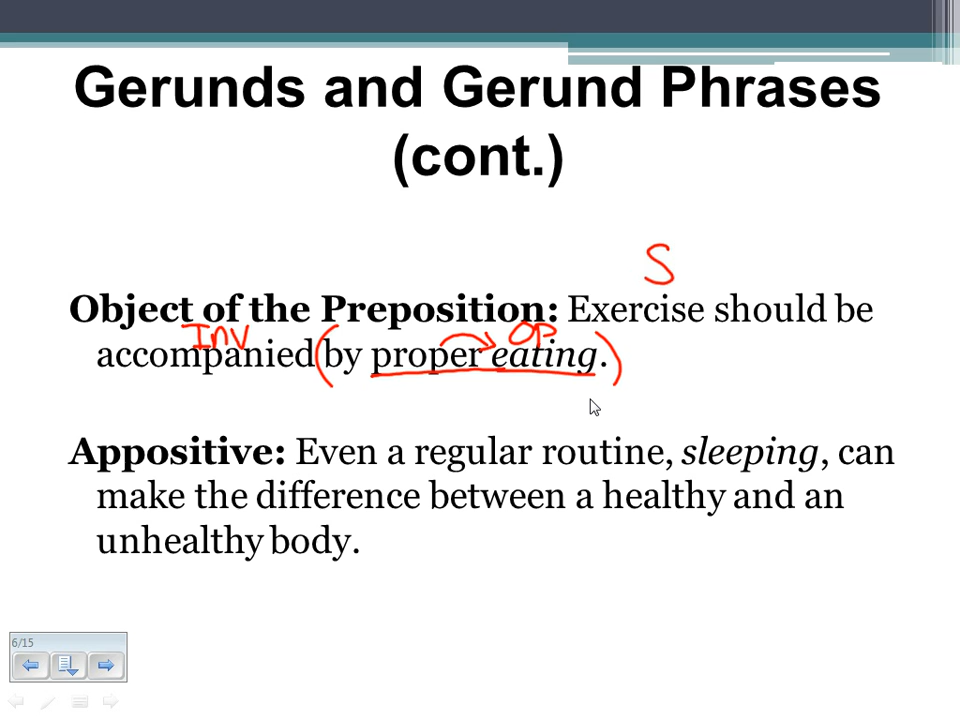 Gerunds and Gerund Phrases
(cont.)
S
Object of the Preposition: Exercise should be
Inv OP
accompanied (by proper eating.)
Appositive: Even a regular routine, sleeping, can
make the difference between a healthy and an
unhealthy body.
6/15